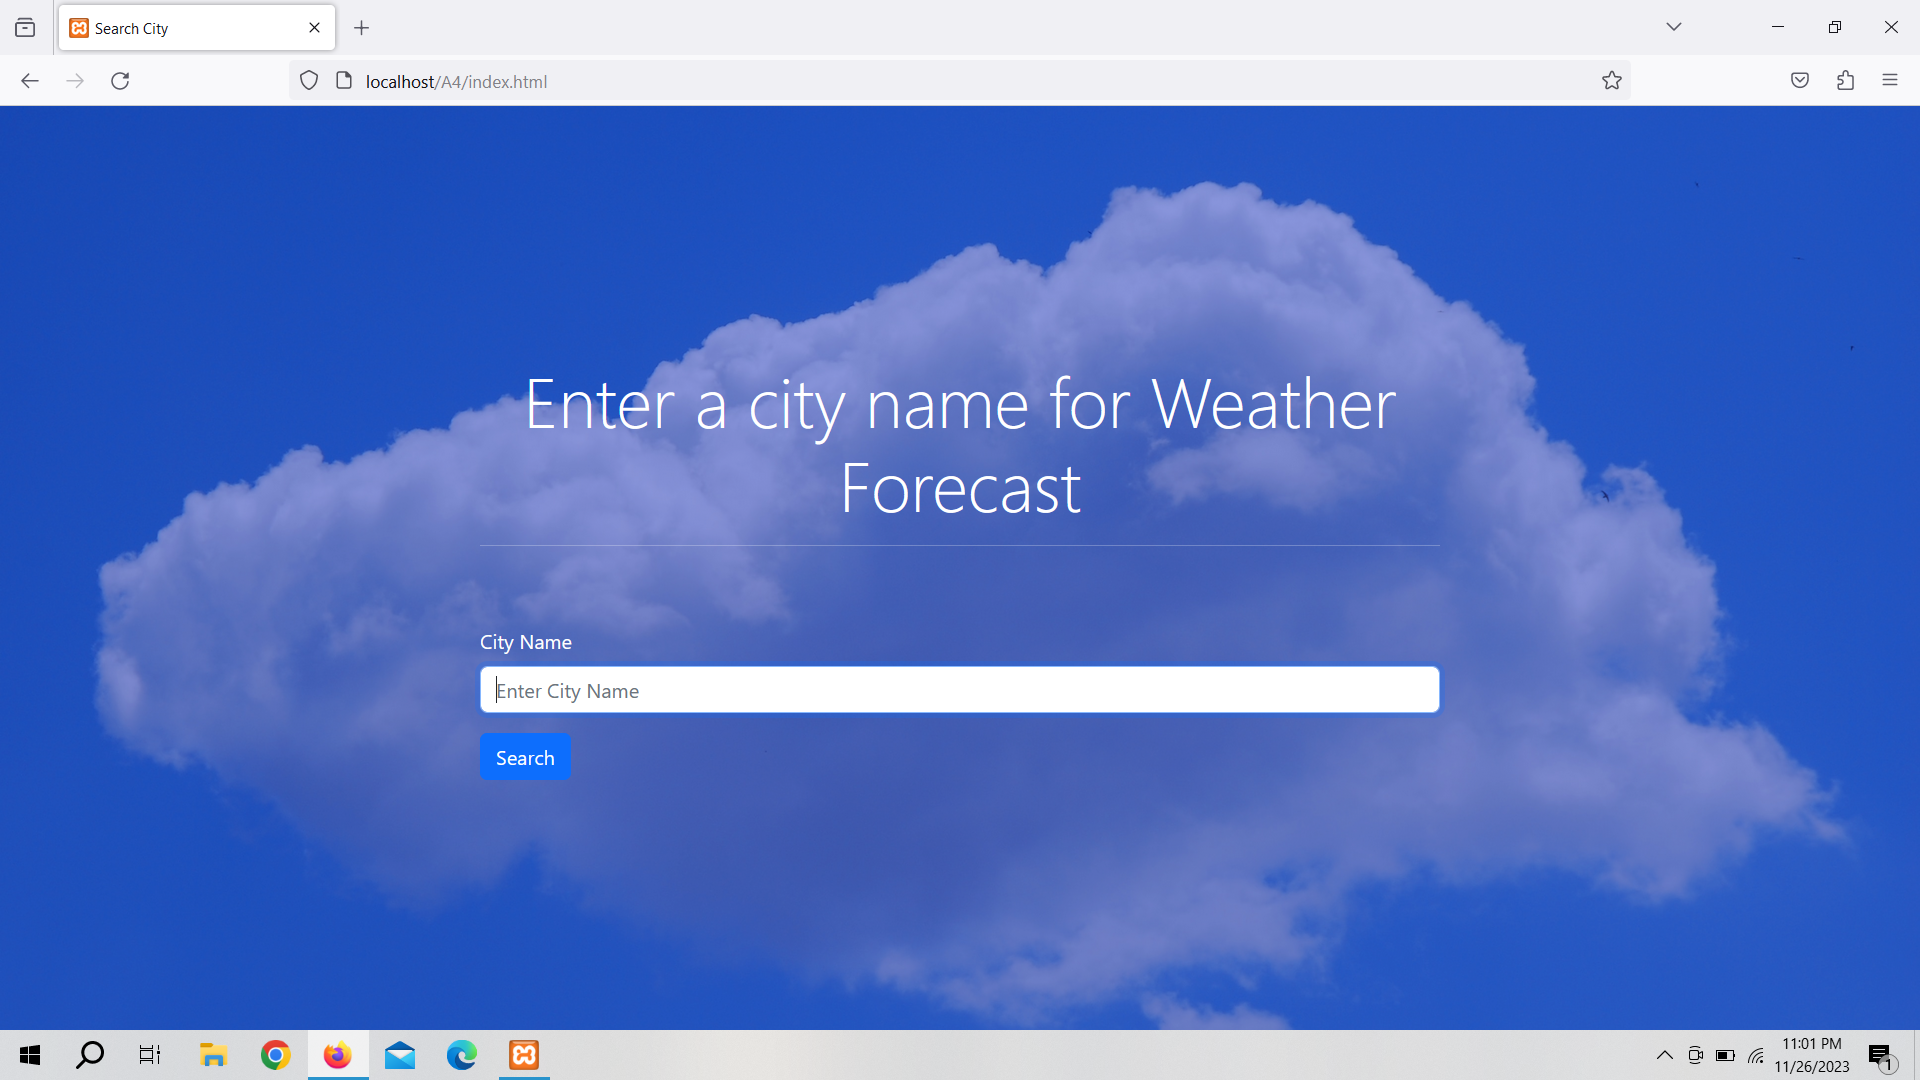 Search City
localhost/A4/index.html
Enter a city name for Weather
Forecast
City Name
Enter City Name
Search
11:01 PM
11/26/2023
1